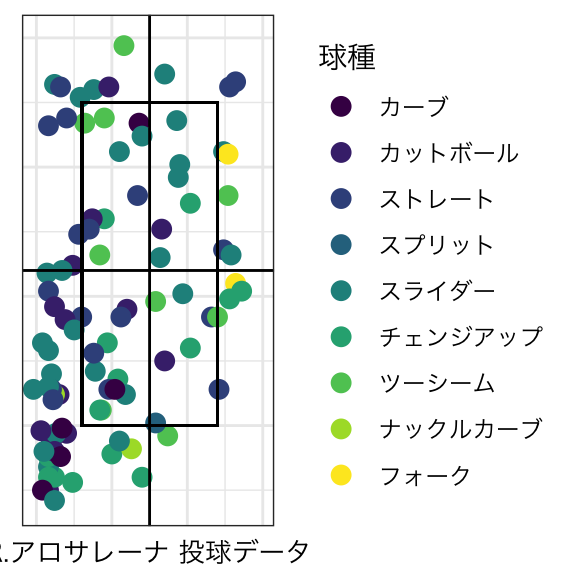 球種
カーブ
カットボール
ストレート
スプリット
スライダー
チェンジアップ
ツーシーム
ナックルカーブ
フォーク
R.アロサレーナ 投球データ